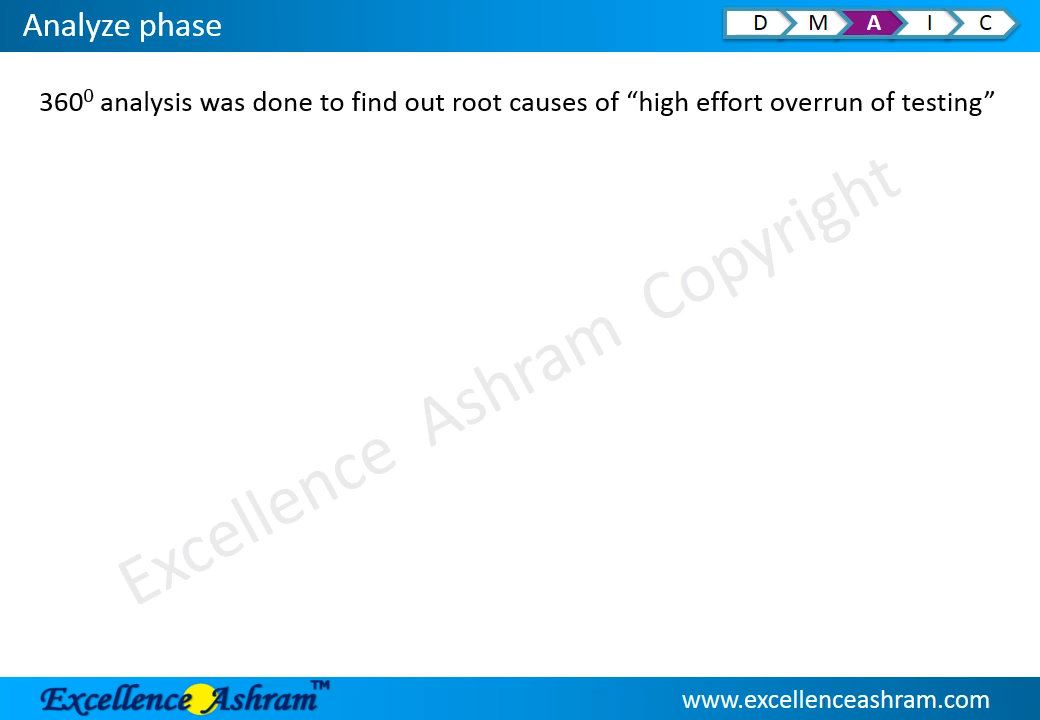 Analyze phase
D M A I C
360⁰ analysis was done to find out root causes of “high effort overrun of testing”
Excellence Ashram Copyright
Excellence Ashram™
www.excellenceashram.com